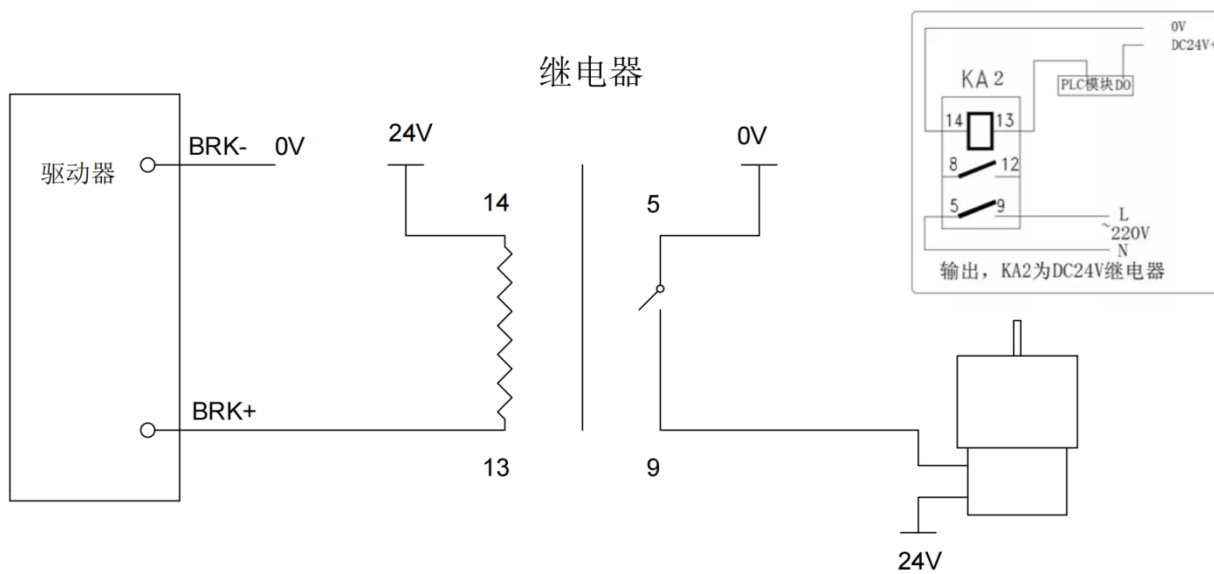 继电器
驱动器
BRK- 0V
24V
0V
14
5
BRK+
13
9
24V
0V
DC24V+
KA 2
PLC模块DO
14 13
8 12
5 9
L
~220V
N
输出，KA2为DC24V继电器